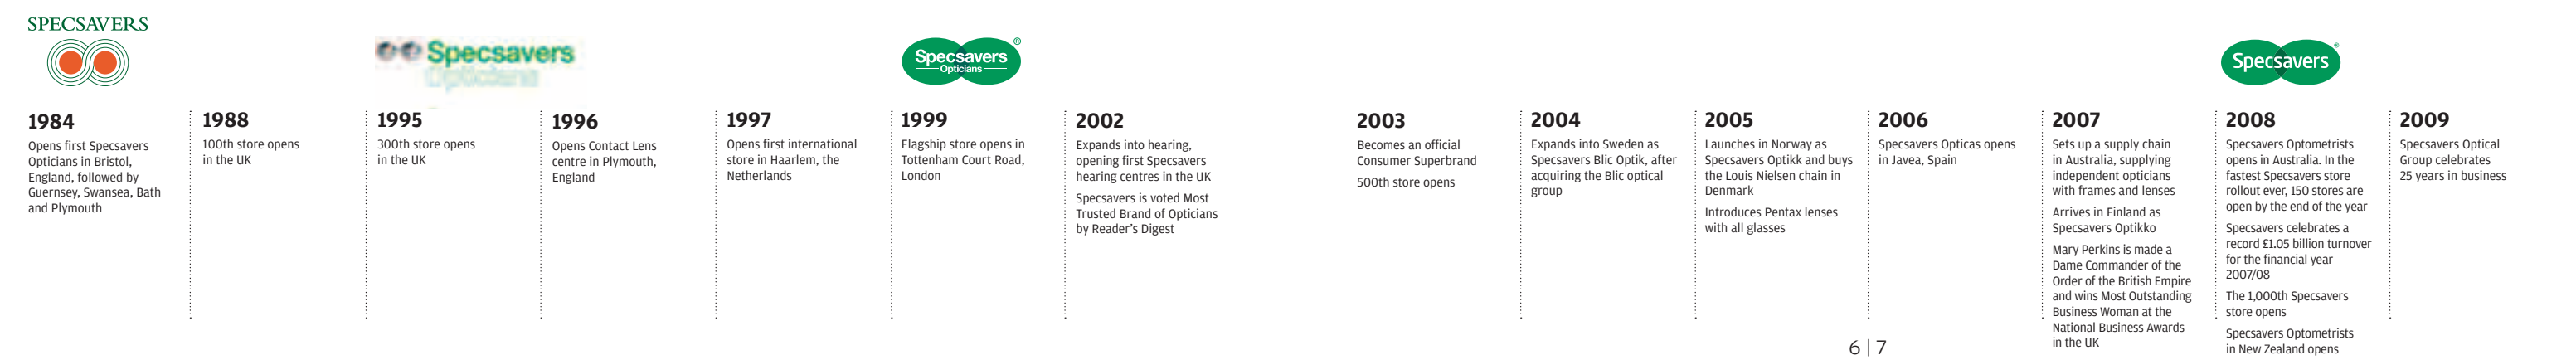 SPECSAVERS
Specsavers
Opticians
Specsavers
Opticians
®
Specsavers
®
1984
Opens first Specsavers
Opticians in Bristol,
England, followed by
Guernsey, Swansea, Bath
and Plymouth
1988
100th store opens
in the UK
1995
300th store opens
in the UK
1996
Opens Contact Lens
centre in Plymouth,
England
1997
Opens first international
store in Haarlem, the
Netherlands
1999
Flagship store opens in
Tottenham Court Road,
London
2002
Expands into hearing,
opening first Specsavers
hearing centres in the UK
Specsavers is voted Most
Trusted Brand of Opticians
by Reader's Digest
2003
Becomes an official
Consumer Superbrand
500th store opens
2004
Expands into Sweden as
Specsavers Blic Optik, after
acquiring the Blic optical
group
2005
Launches in Norway as
Specsavers Optikk and buys
the Louis Nielsen chain in
Denmark
Introduces Pentax lenses
with all glasses
2006
Specsavers Opticas opens
in Javea, Spain
2007
Sets up a supply chain
in Australia, supplying
independent opticians
with frames and lenses
Arrives in Finland as
Specsavers Optikko
Mary Perkins is made a
Dame Commander of the
Order of the British Empire
and wins Most Outstanding
Business Woman at the
National Business Awards
in the UK
2008
Specsavers Optometrists
opens in Australia. In the
fastest Specsavers store
rollout ever, 150 stores are
open by the end of the year
Specsavers celebrates a
record £1.05 billion turnover
for the financial year
2007/08
The 1,000th Specsavers
store opens
Specsavers Optometrists
in New Zealand opens
2009
Specsavers Optical
Group celebrates
25 years in business
6 | 7